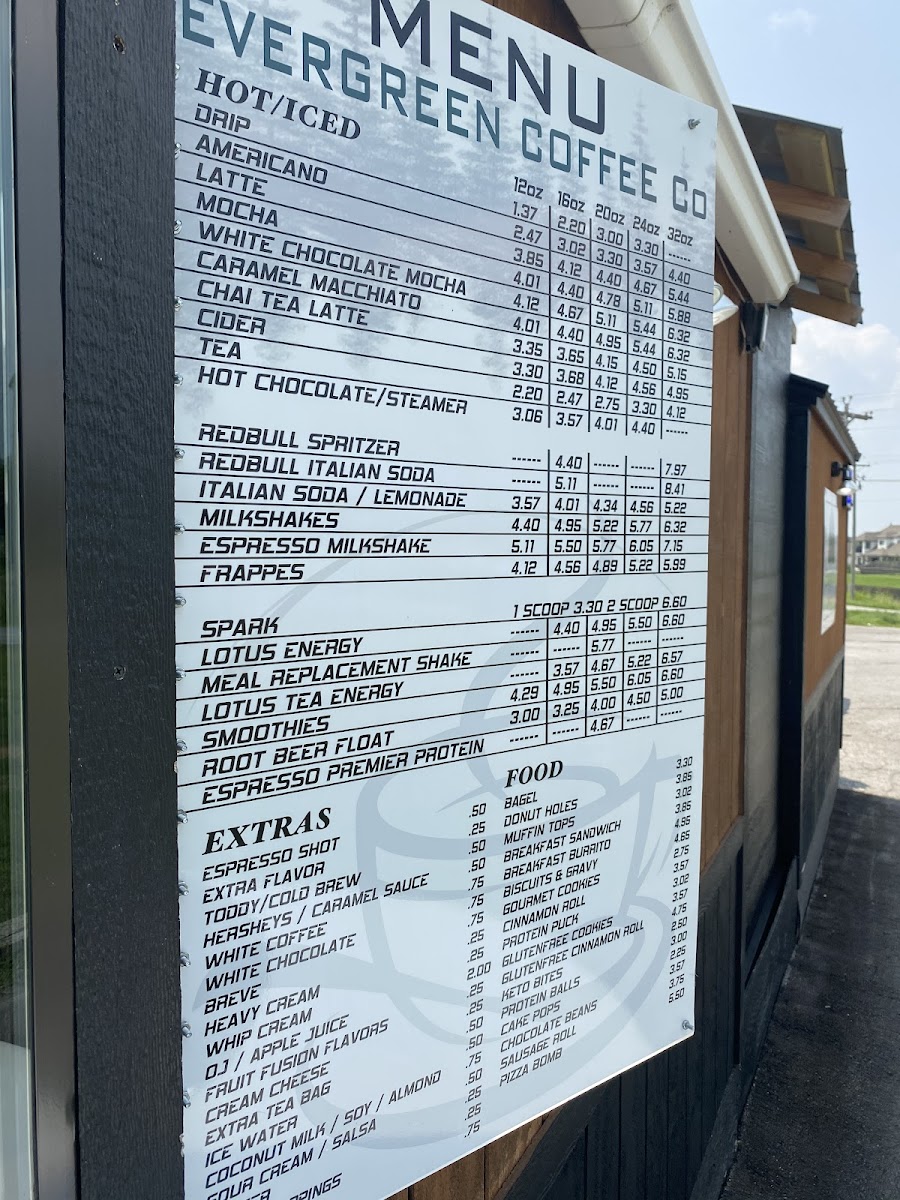 MENU
EVERGREEN COFFEE CO
HOT/ICED
12oz 16oz 20oz 24oz 32oz
DRIP 1.37 2.20 3.00 3.30 ------
AMERICANO 2.47 3.02 3.30 3.57 4.40
LATTE 3.85 4.12 4.40 4.67 5.44
MOCHA 4.01 4.40 4.78 5.11 5.88
WHITE CHOCOLATE MOCHA 4.12 4.67 5.11 5.44 6.32
CARAMEL MACCHIATO 4.01 4.40 4.95 5.44 6.32
CHAI TEA LATTE 3.35 3.65 4.15 4.50 5.15
CIDER 3.30 3.68 4.12 4.56 4.95
TEA 2.20 2.47 2.75 3.30 4.12
HOT CHOCOLATE/STEAMER 3.06 3.57 4.01 4.40 ------
REDBULL SPRITZER ------ 4.40 ------ ------ 7.97
REDBULL ITALIAN SODA ------ 5.11 ------ ------ 8.41
ITALIAN SODA / LEMONADE 3.57 4.01 4.34 4.56 5.22
MILKSHAKES 4.40 4.95 5.22 5.77 6.32
ESPRESSO MILKSHAKE 5.11 5.50 5.77 6.05 7.15
FRAPPES 4.12 4.56 4.89 5.22 5.99
SPARK 1 SCOOP 3.30 2 SCOOP 6.60
LOTUS ENERGY ------ 4.40 4.95 5.50 6.60
MEAL REPLACEMENT SHAKE ------ ------ 5.77 ------ ------
LOTUS TEA ENERGY ------ 3.57 4.67 5.22 6.57
SMOOTHIES 4.29 4.95 5.50 6.05 6.60
ROOT BEER FLOAT 3.00 3.25 4.00 4.50 5.00
ESPRESSO PREMIER PROTEIN ------ ------ 4.67 ------ ------
EXTRAS
ESPRESSO SHOT .50
EXTRA FLAVOR .25
TODDY/COLD BREW .50
HERSHEYS / CARAMEL SAUCE .50
WHITE COFFEE .75
WHITE CHOCOLATE .75
BREVE .75
HEAVY CREAM .25
WHIP CREAM .25
O.J / APPLE JUICE 2.00
FRUIT FUSION FLAVORS .25
CREAM CHEESE .25
EXTRA TEA BAG .50
ICE WATER .50
COCONUT MILK / SOY / ALMOND .75
SOUR CREAM / SALSA .50
.25
.25
.75
FOOD
BAGEL 3.30
DONUT HOLES 3.85
MUFFIN TOPS 3.02
BREAKFAST SANDWICH 3.85
BREAKFAST BURRITO 4.95
BISCUITS & GRAVY 4.65
GOURMET COOKIES 2.75
CINNAMON ROLL 3.57
PROTEIN PUCK 3.02
GLUTENFREE COOKIES 3.57
GLUTENFREE CINNAMON ROLL 4.75
KETO BITES 2.50
PROTEIN BALLS 3.00
CAKE POPS 2.25
CHOCOLATE BEANS 3.57
SAUSAGE ROLL 3.75
PIZZA BOMB 5.50